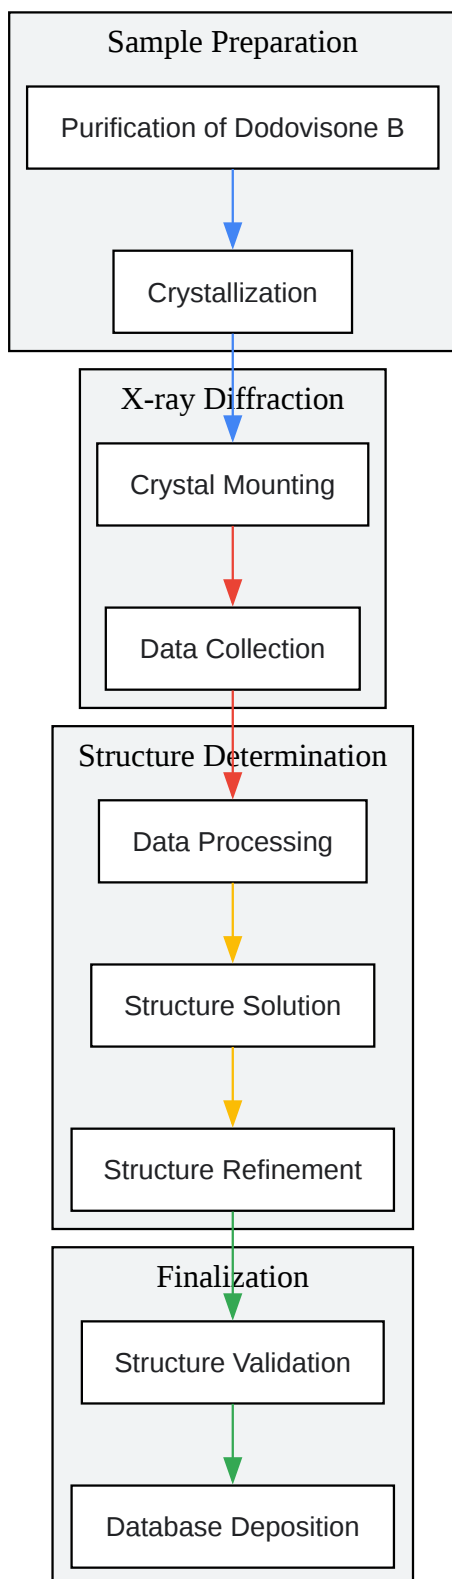 Sample Preparation
Purification of Dodovisone B
Crystallization
X-ray Diffraction
Crystal Mounting
Data Collection
Structure Determination
Data Processing
Structure Solution
Structure Refinement
Finalization
Structure Validation
Database Deposition